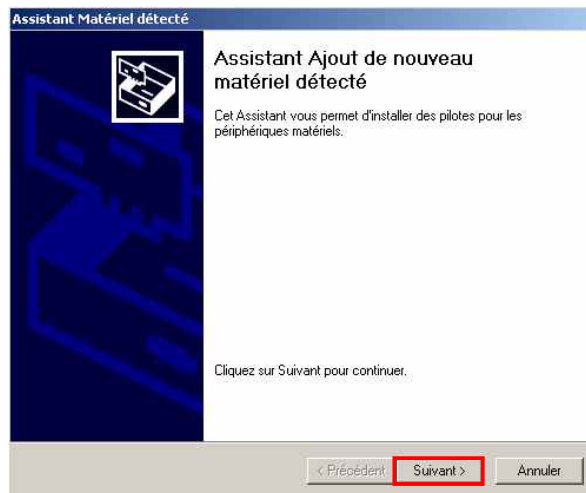 Assistant Matériel détecté
Assistant Ajout de nouveau
matériel détecté
Cet Assistant vous permet d'installer des pilotes pour les
périphériques matériels.
Cliquez sur Suivant pour continuer.
< Précédent
Suivant >
Annuler